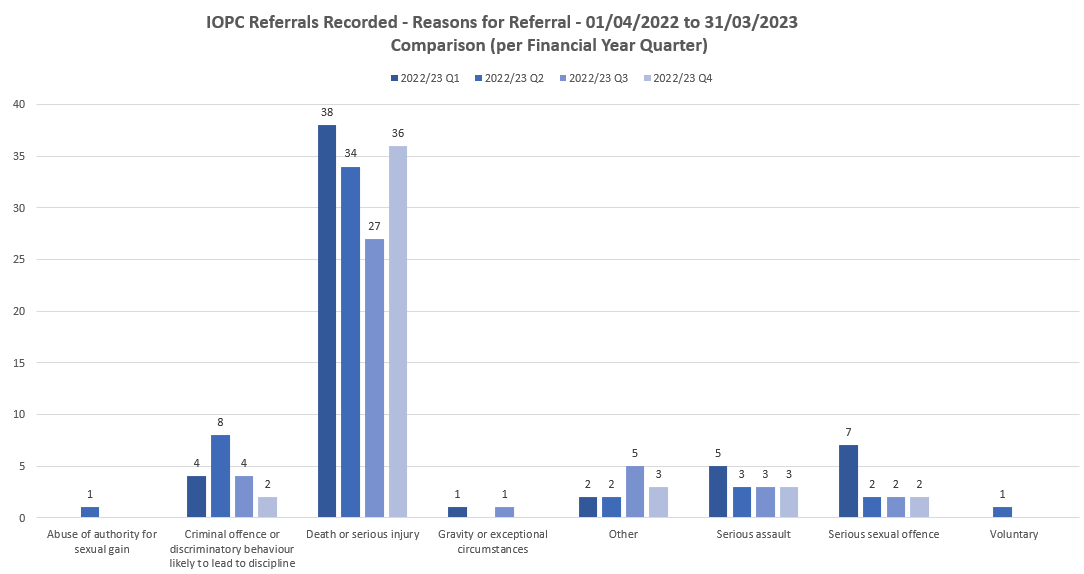 IOPC Referrals Recorded - Reasons for Referral - 01/04/2022 to 31/03/2023
Comparison (per Financial Year Quarter)
2022/23 Q1 2022/23 Q2 2022/23 Q3 2022/23 Q4
40
35
30
25
20
15
10
5
0
1
4 8 4 2
38 34 27 36
1 1
2 2 5 3
5 3 3 3
7 2 2 2
1
Abuse of authority for
sexual gain
Criminal offence or
discriminatory behaviour
likely to lead to discipline
Death or serious injury
Gravity or exceptional
circumstances
Other
Serious assault
Serious sexual offence
Voluntary